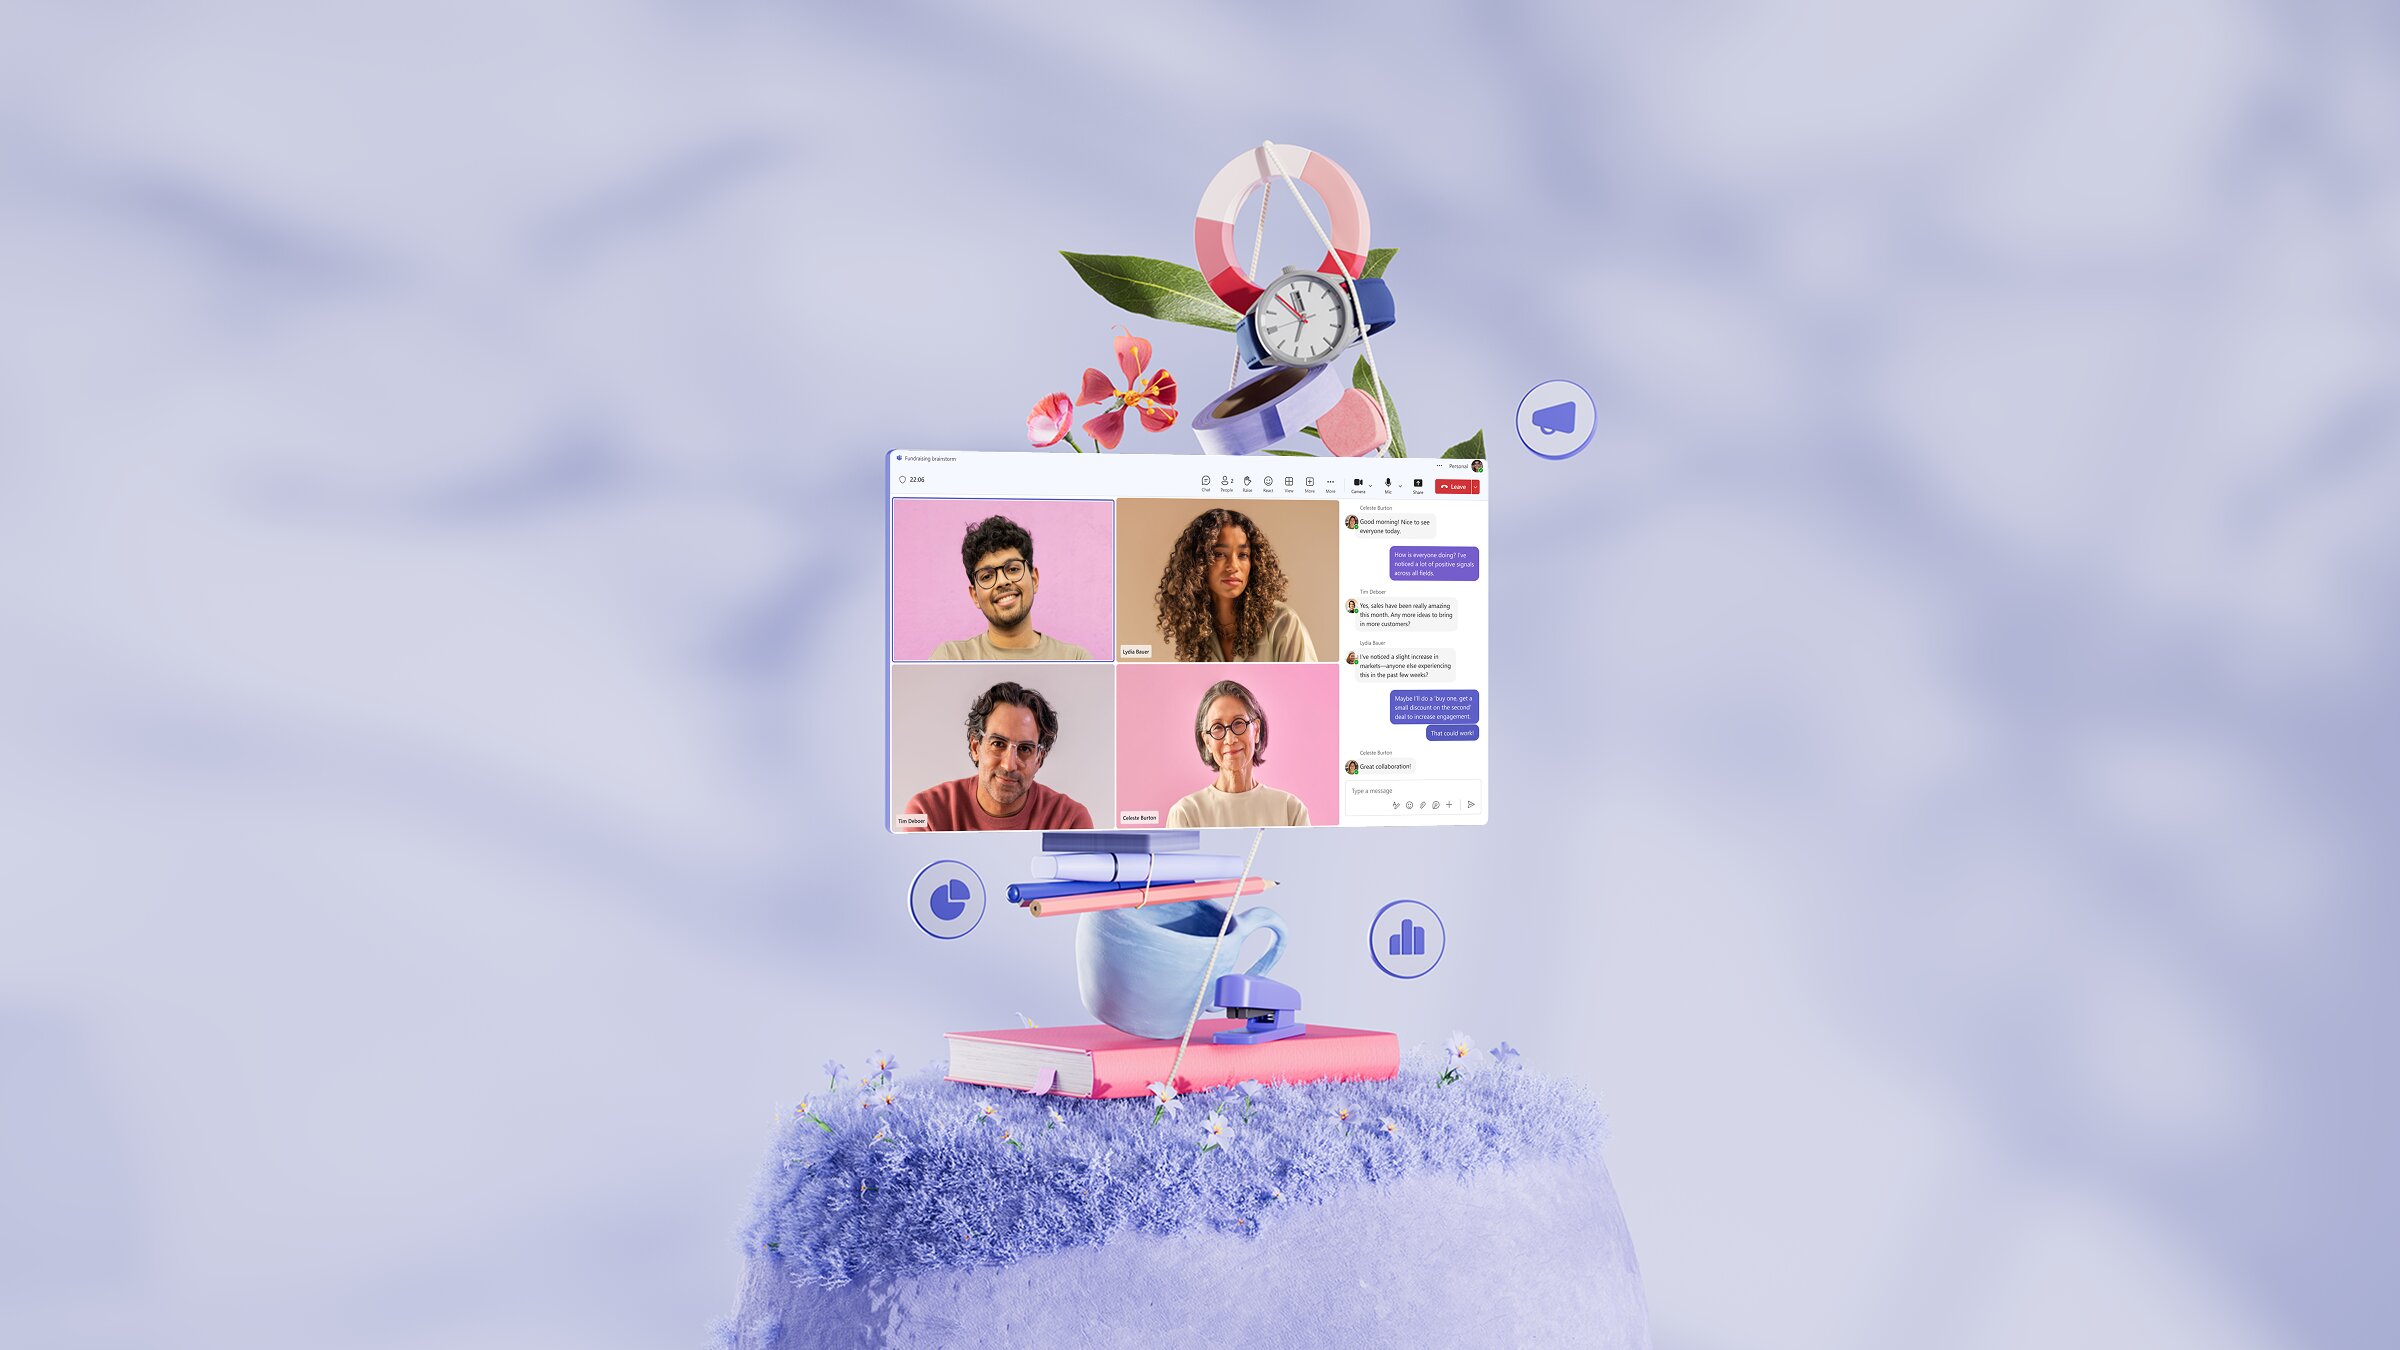 Fundraising brainstorm
Personal
22:06
Chat
2
People
Raise
React
View
More
More
Camera
Mic
Share
Leave
Lydia Bauer
Tim Deboer
Celeste Burton
Celeste Burton
Good morning! Nice to see
everyone today.
How is everyone doing? I've
noticed a lot of positive signals
across all fields.
Tim Deboer
Yes, sales have been really amazing
this month. Any more ideas to bring
in more customers?
Lydia Bauer
I've noticed a slight increase in
markets—anyone else experiencing
this in the past few weeks?
Maybe I'll do a 'buy one, get a
small discount on the second'
deal to increase engagement.
That could work!
Celeste Burton
Great collaboration!
Type a message